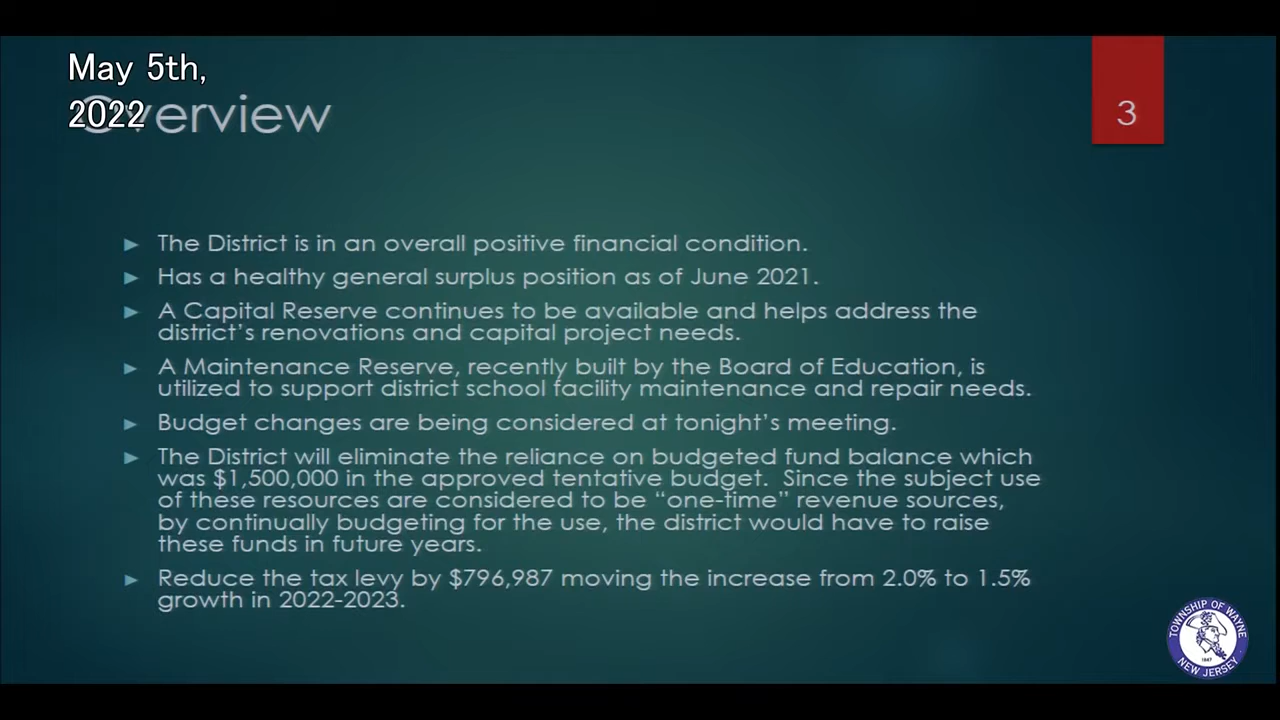 May 5th,
2022
Overview
3
The District is in an overall positive financial condition.
Has a healthy general surplus position as of June 2021.
A Capital Reserve continues to be available and helps address the
district's renovations and capital project needs.
A Maintenance Reserve, recently built by the Board of Education, is
utilized to support district school facility maintenance and repair needs.
Budget changes are being considered at tonight's meeting.
The District will eliminate the reliance on budgeted fund balance which
was $1,500,000 in the approved tentative budget. Since the subject use
of these resources are considered to be “one-time” revenue sources,
by continually budgeting for the use, the district would have to raise
these funds in future years.
Reduce the tax levy by $796,987 moving the increase from 2.0% to 1.5%
growth in 2022-2023.
TOWNSHIP OF WAYNE
1847
NEW JERSEY